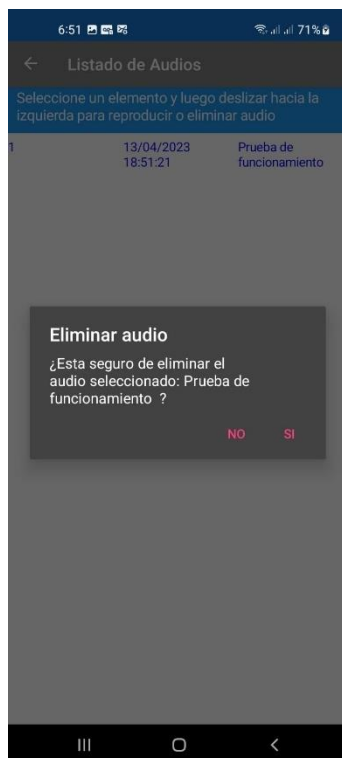 6:51 71%
Listado de Audios
Seleccione un elemento y luego deslizar hacia la
izquierda para reproducir o eliminar audio
1 13/04/2023 Prueba de
18:51:21 funcionamiento
Eliminar audio
¿Esta seguro de eliminar el
audio seleccionado: Prueba de
funcionamiento ?
NO SI